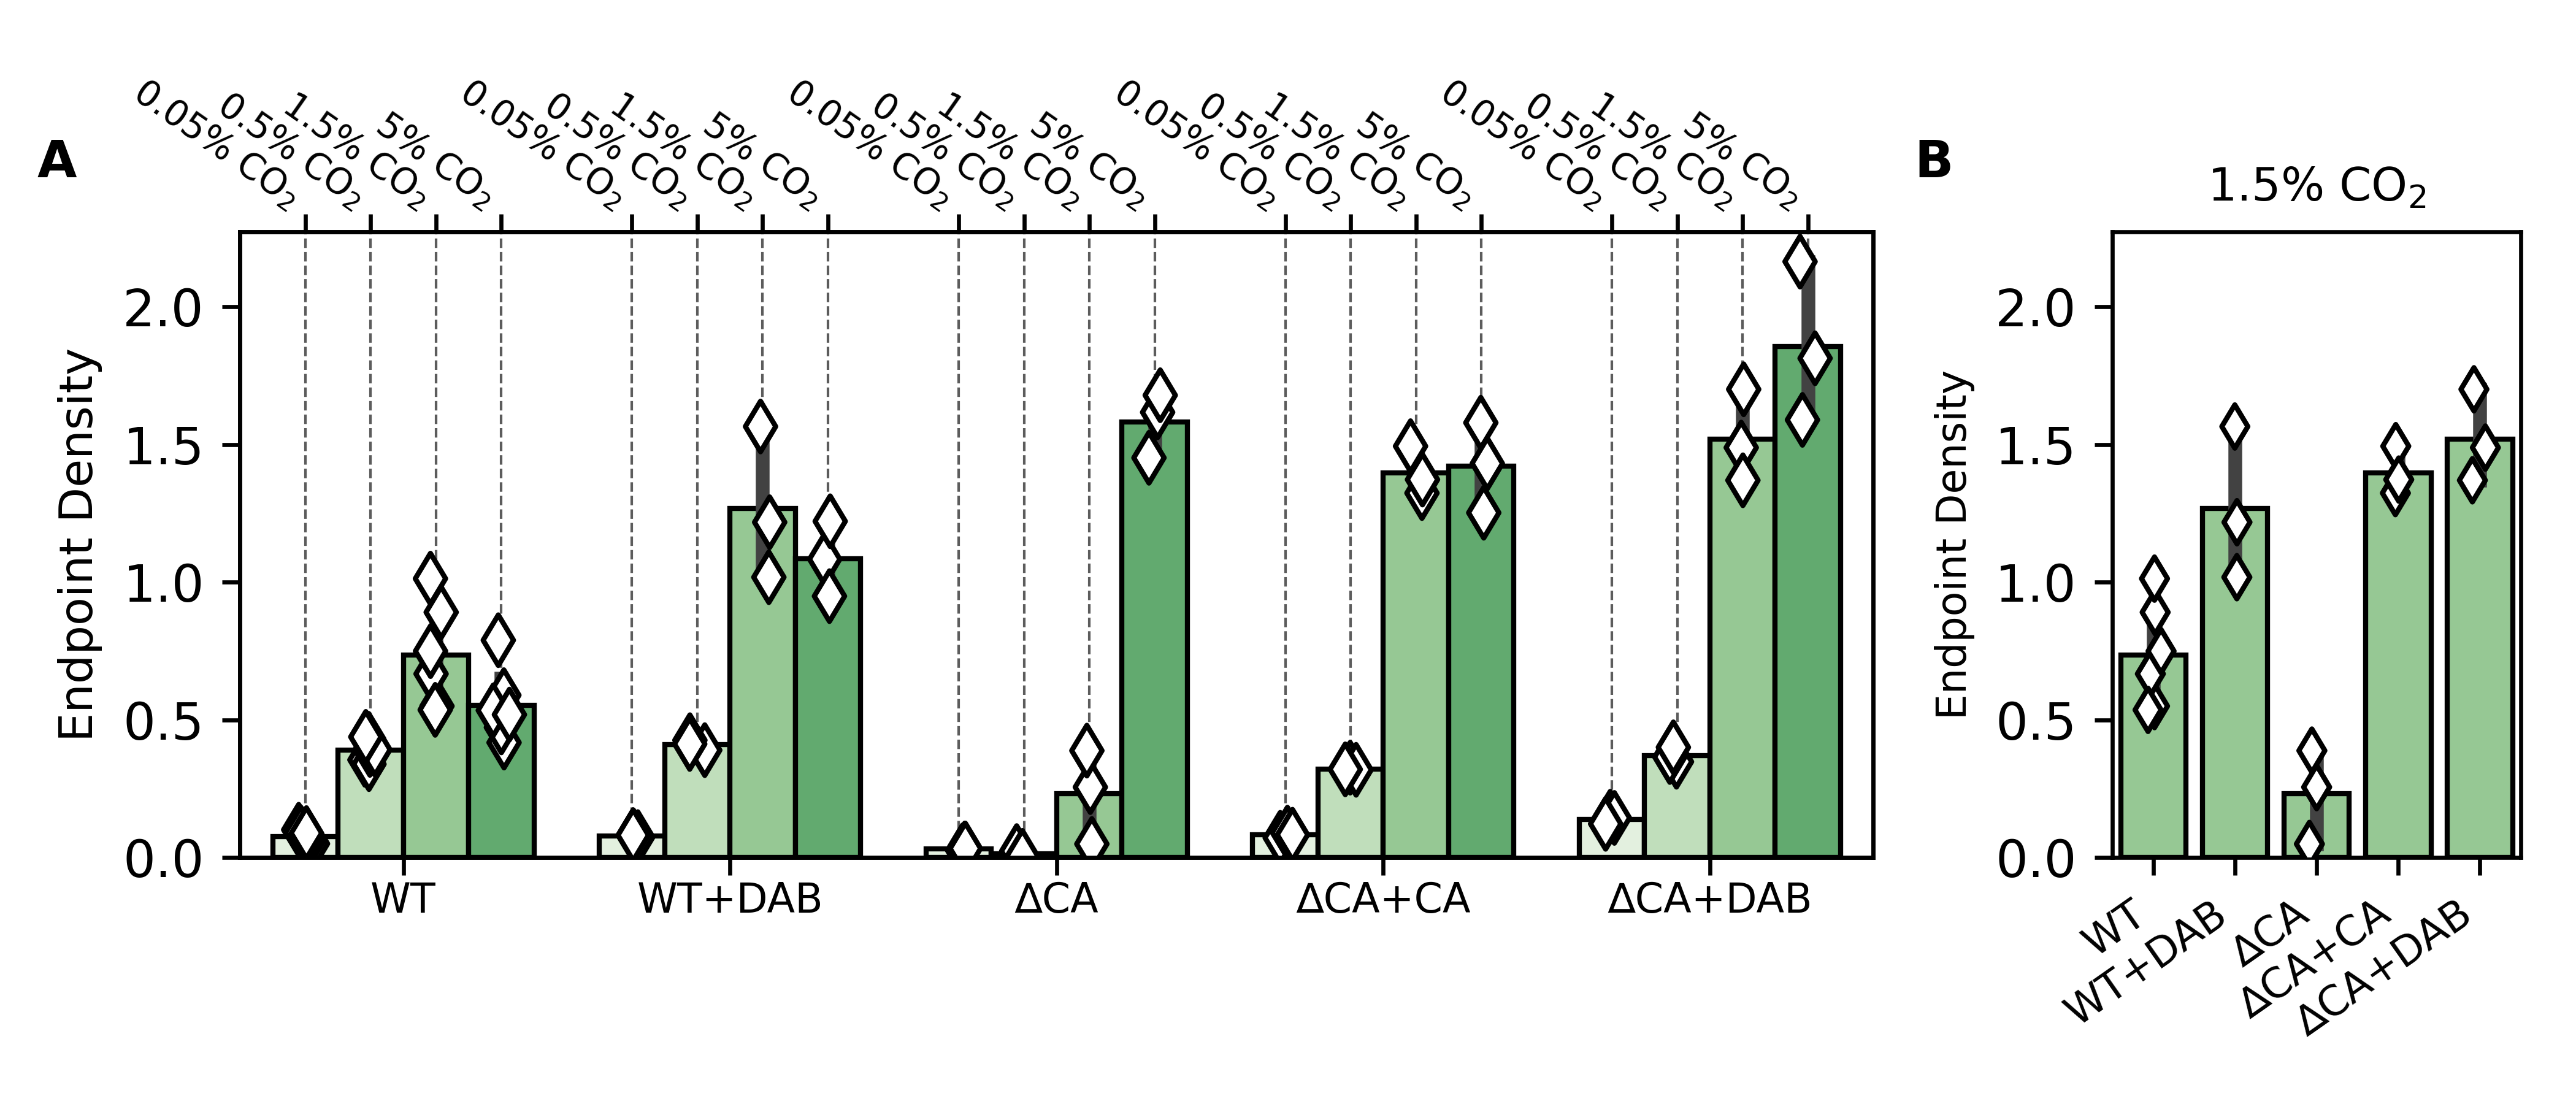 A
0.05% CO₂
0.5% CO₂
1.5% CO₂
5% CO₂
0.05% CO₂
0.5% CO₂
1.5% CO₂
5% CO₂
0.05% CO₂
0.5% CO₂
1.5% CO₂
5% CO₂
0.05% CO₂
0.5% CO₂
1.5% CO₂
5% CO₂
0.05% CO₂
0.5% CO₂
1.5% CO₂
5% CO₂
Endpoint Density
2.0
1.5
1.0
0.5
0.0
WT
WT+DAB
ΔCA
ΔCA+CA
ΔCA+DAB
B
1.5% CO₂
Endpoint Density
2.0
1.5
1.0
0.5
0.0
WT
WT+DAB
ΔCA
ΔCA+CA
ΔCA+DAB